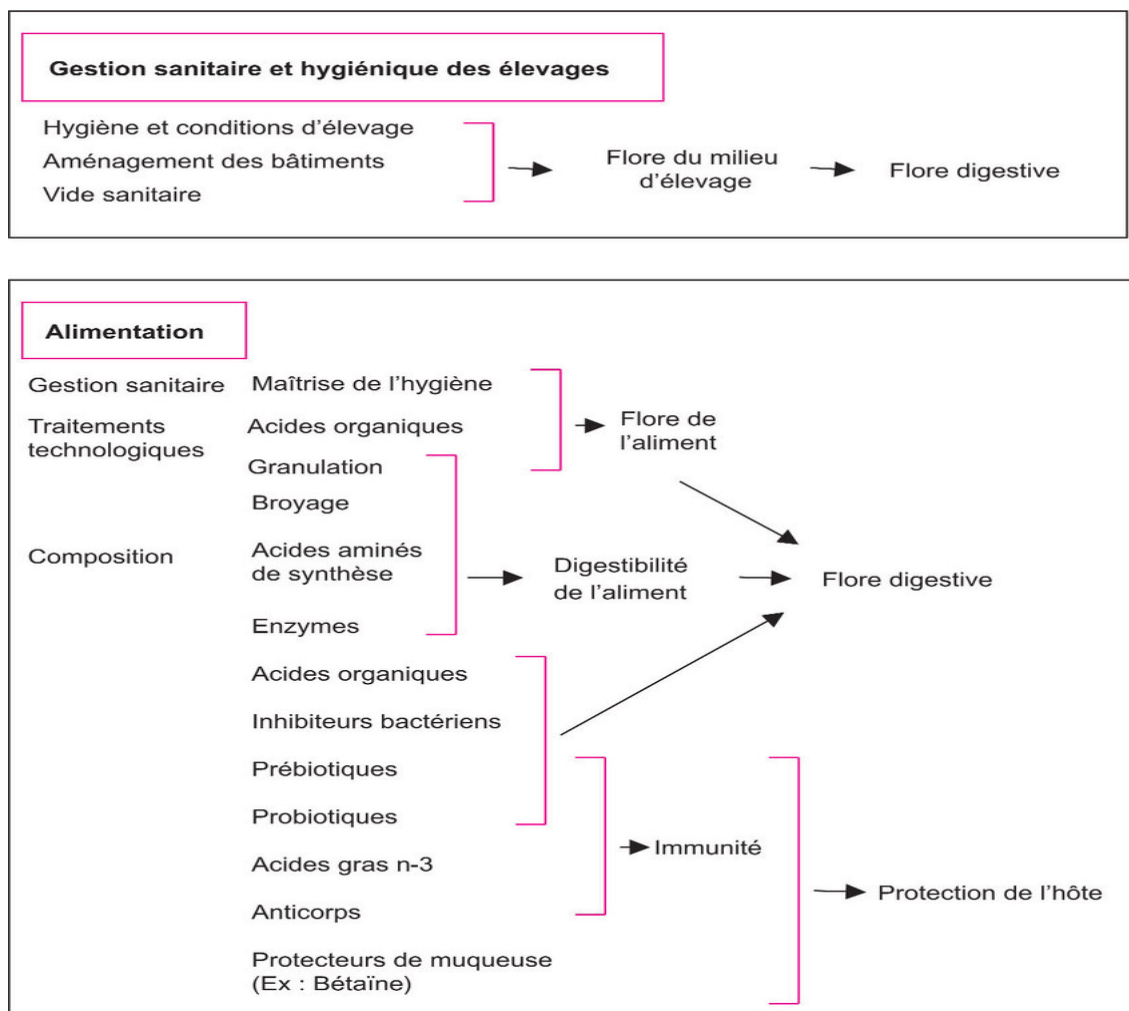 Gestion sanitaire et hygiénique des élevages
Hygiène et conditions d'élevage
Aménagement des bâtiments
Vide sanitaire
Flore du milieu
d'élevage
Flore digestive
Alimentation
Gestion sanitaire
Maîtrise de l'hygiène
Traitements
technologiques
Acides organiques
Granulation
Flore de
l'aliment
Broyage
Composition
Acides aminés
de synthèse
Enzymes
Digestibilité
de l'aliment
Flore digestive
Acides organiques
Inhibiteurs bactériens
Prébiotiques
Probiotiques
Acides gras n-3
Anticorps
Immunité
Protecteurs de muqueuse
(Ex : Bétaïne)
Protection de l'hôte